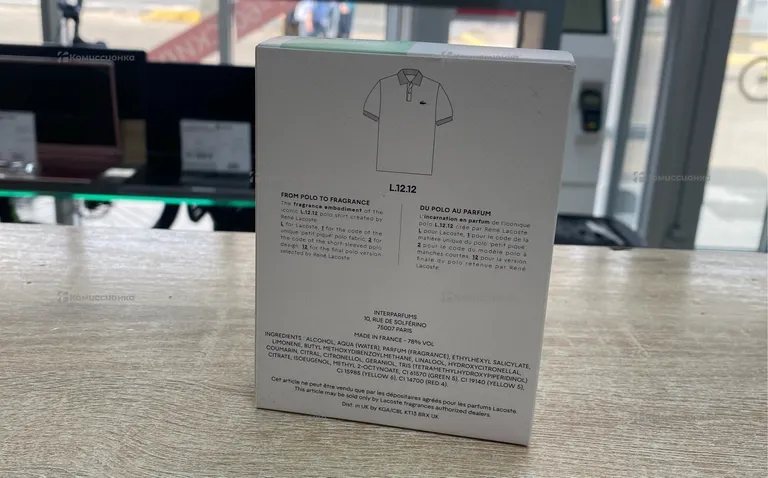 L.12.12
FROM POLO TO FRAGRANCE
The fragrance embodiment of the
iconic L.12.12 polo shirt created by
René Lacoste.
L for Lacoste, 1 for the code of the
unique 'petit piqué' polo fabric, 2 for
the code of the short-sleeved polo
design, 12 for the final polo version
selected by René Lacoste.
DU POLO AU PARFUM
L'incarnation en parfum de l'iconique
polo L.12.12 crée par René Lacoste.
L pour Lacoste, 1 pour le code de la
matière unique du polo 'petit piqué',
2 pour le code du modèle polo à
manches courtes, 12 pour la version
finale du polo retenue par René
Lacoste.
INTERPARFUMS
10, RUE DE SOLFÉRINO
75007 PARIS
MADE IN FRANCE - 78% VOL
INGREDIENTS : ALCOHOL, AQUA (WATER), PARFUM (FRAGRANCE), ETHYLHEXYL SALICYLATE,
LIMONENE, BUTYL METHOXYDIBENZOYLMETHANE, LINALOOL, HYDROXYCITRONELLAL,
COUMARIN, CITRAL, CITRONELLOL, GERANIOL, TRIS (TETRAMETHYLHYDROXYPIPERIDINOL)
CITRATE, ISOEUGENOL, METHYL 2-OCTYNOATE, CI 61570 (GREEN 5), CI 19140 (YELLOW 5),
CI 15985 (YELLOW 6), CI 14700 (RED 4).
Cet article ne peut être vendu que par les dépositaires agréés pour les parfums Lacoste.
This article may be sold only by Lacoste fragrances authorized dealers.
Dist. in UK by KGA/CBL KT13 8RX UK
Комиссионка
Комиссионка
Комиссионка
Комиссионка
Комиссионка
Комиссионка